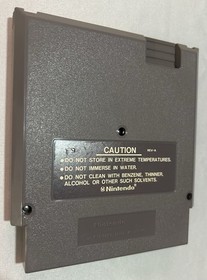 CAUTION
• DO NOT STORE IN EXTREME TEMPERATURES.
• DO NOT IMMERSE IN WATER.
• DO NOT CLEAN WITH BENZENE, THINNER,
ALCOHOL OR OTHER SUCH SOLVENTS.
Nintendo